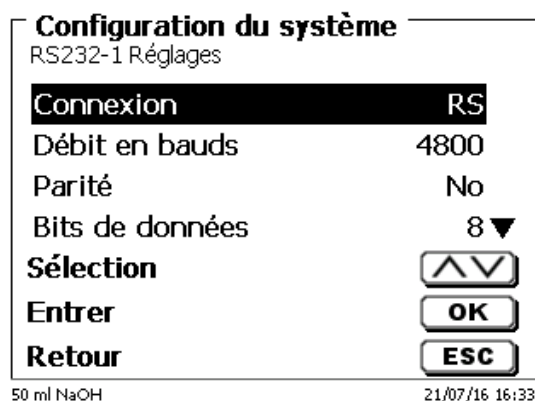 Configuration du système
RS232-1 Réglages
Connexion RS
Débit en bauds 4800
Parité No
Bits de données 8
Sélection
Entrer OK
Retour ESC
50 ml NaOH 21/07/16 16:33